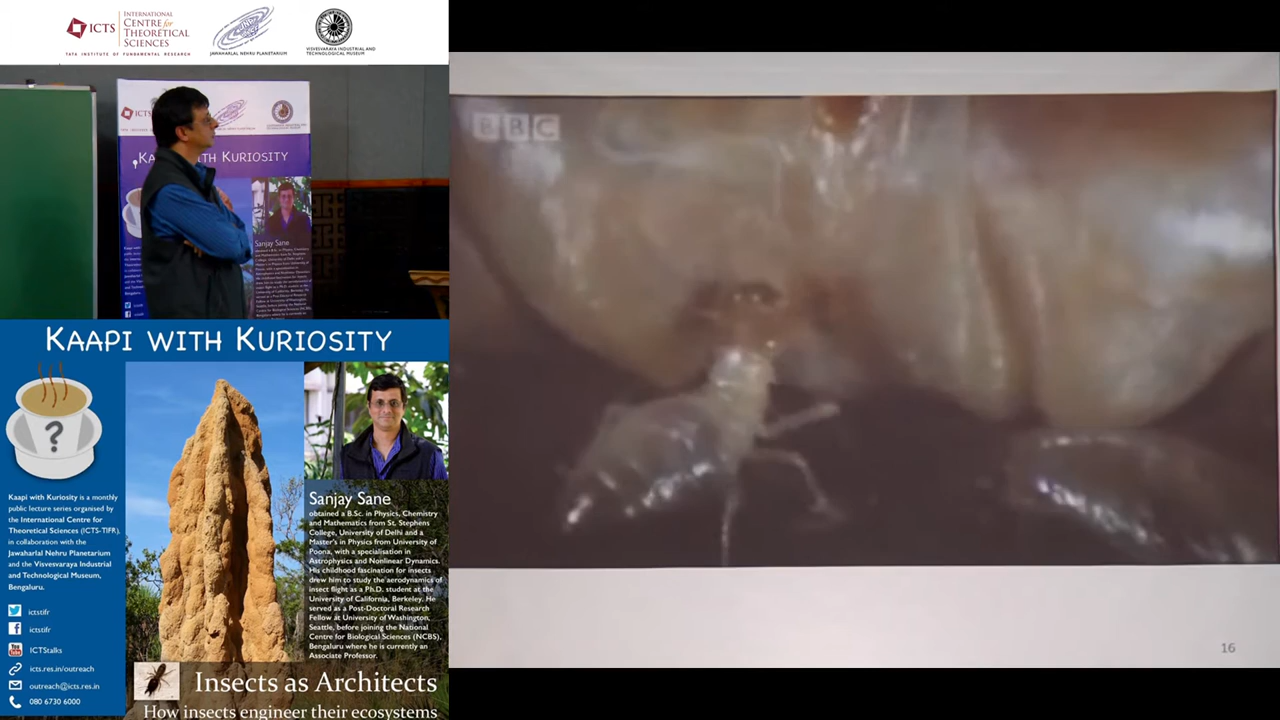 ICTS
INTERNATIONAL
CENTRE for
THEORETICAL
SCIENCES
TATA INSTITUTE OF FUNDAMENTAL RESEARCH
JAWAHARLAL NEHRU PLANETARIUM
VISVESVARAYA INDUSTRIAL AND
TECHNOLOGICAL MUSEUM
ICTS
KAAPI WITH KURIOSITY
Sanjay Sane
BBC
16
KAAPI WITH KURIOSITY
?
Kaapi with Kuriosity is a monthly
public lecture series organised by
the International Centre for
Theoretical Sciences (ICTS-TIFR),
in collaboration with the
Jawaharlal Nehru Planetarium
and the Visvesvaraya Industrial
and Technological Museum,
Bengaluru.
ictstifr
ictstifr
You
Tube
ICTStalks
icts.res.in/outreach
outreach@icts.res.in
080 6730 6000
Sanjay Sane
obtained a B.Sc. in Physics, Chemistry
and Mathematics from St. Stephens
College, University of Delhi and a
Master's in Physics from University of
Poona, with a specialisation in
Astrophysics and Nonlinear Dynamics.
His childhood fascination for insects
drew him to study the aerodynamics of
insect flight as a Ph.D. student at the
University of California, Berkeley. He
served as a Post-Doctoral Research
Fellow at University of Washington,
Seattle, before joining the National
Centre for Biological Sciences (NCBS),
Bengaluru where he is currently an
Associate Professor.
Insects as Architects
How insects engineer their ecosystems